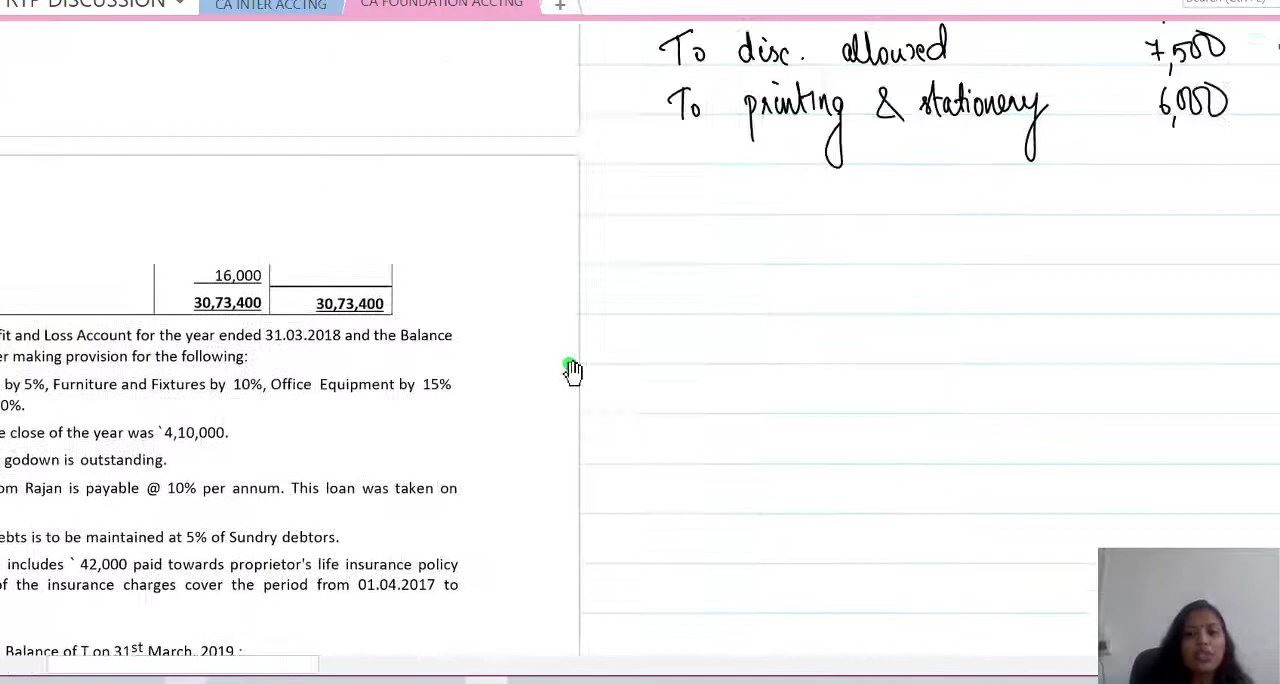 RTP DISCUSSION
CA INTER ACCTNG
CA FOUNDATION ACCTNG
To disc. allowed 7,500
To printing & stationery 6,000
16,000
30,73,400 30,73,400
fit and Loss Account for the year ended 31.03.2018 and the Balance
er making provision for the following:
by 5%, Furniture and Fixtures by 10%, Office Equipment by 15%
0%.
e close of the year was `4,10,000.
godown is outstanding.
om Rajan is payable @ 10% per annum. This loan was taken on
ebts is to be maintained at 5% of Sundry debtors.
includes ` 42,000 paid towards proprietor's life insurance policy
of the insurance charges cover the period from 01.04.2017 to
Balance of T on 31st March, 2019 :